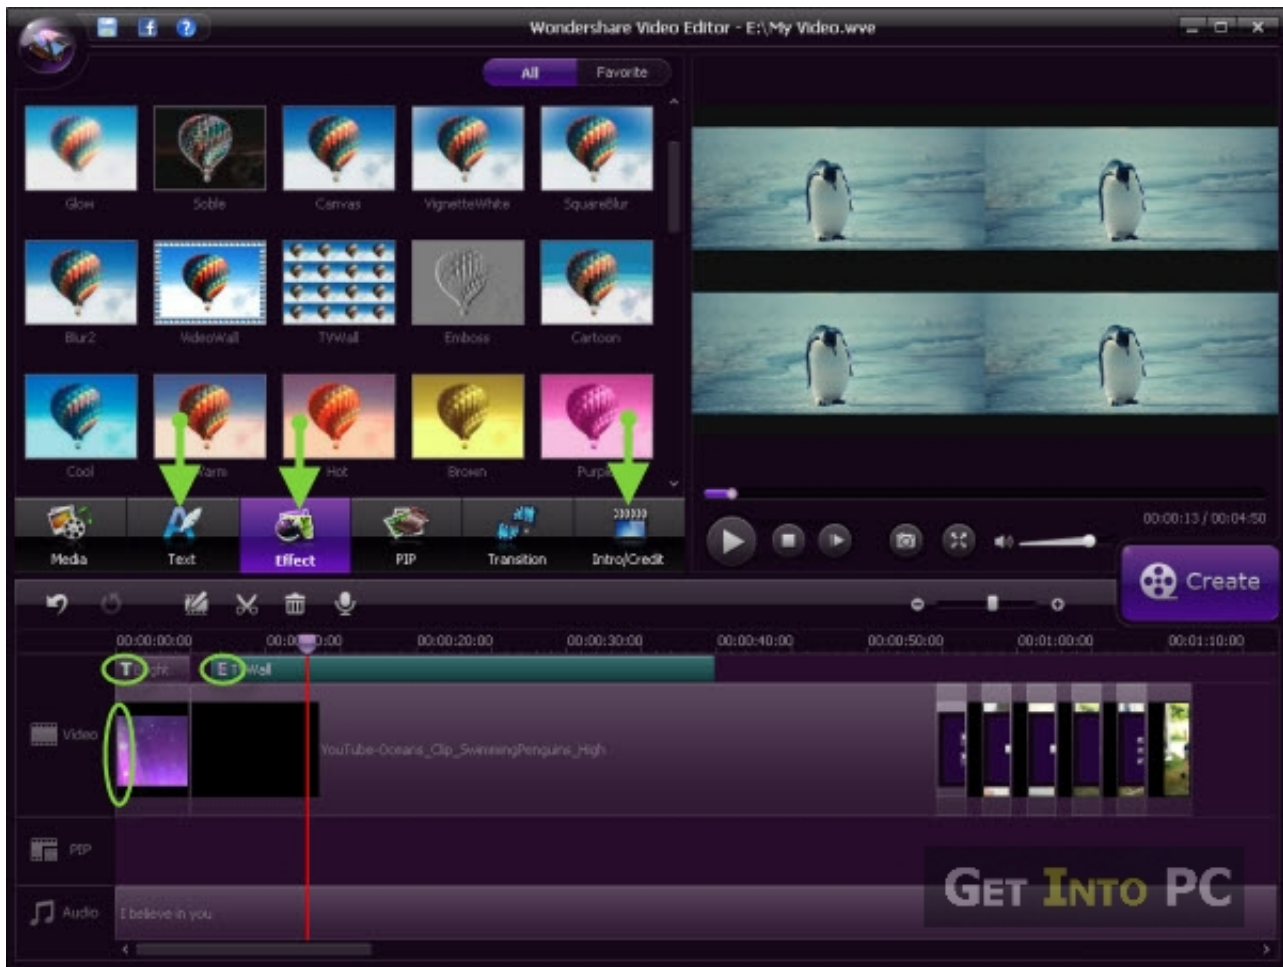 Wondershare Video Editor - E:\My Video.wve
All Favorite
Glow Soble Canvas VignetteWhite SquareBlur
Blur2 VideoWall TVWall Emboss Cartoon
Cool Warm Hot Brown Purple
00:00:13 / 00:04:50
Media Text Effect PIP Transition Intro/Credit
Create
00:00:00:00 00:00:20:00 00:00:30:00 00:00:40:00 00:00:50:00 00:01:00:00 00:01:10:00
T E TVWall
Video YouTube-Oceans_Clip_SwimmingPenguins_High
PIP
GET INTO PC
Audio I believe in you